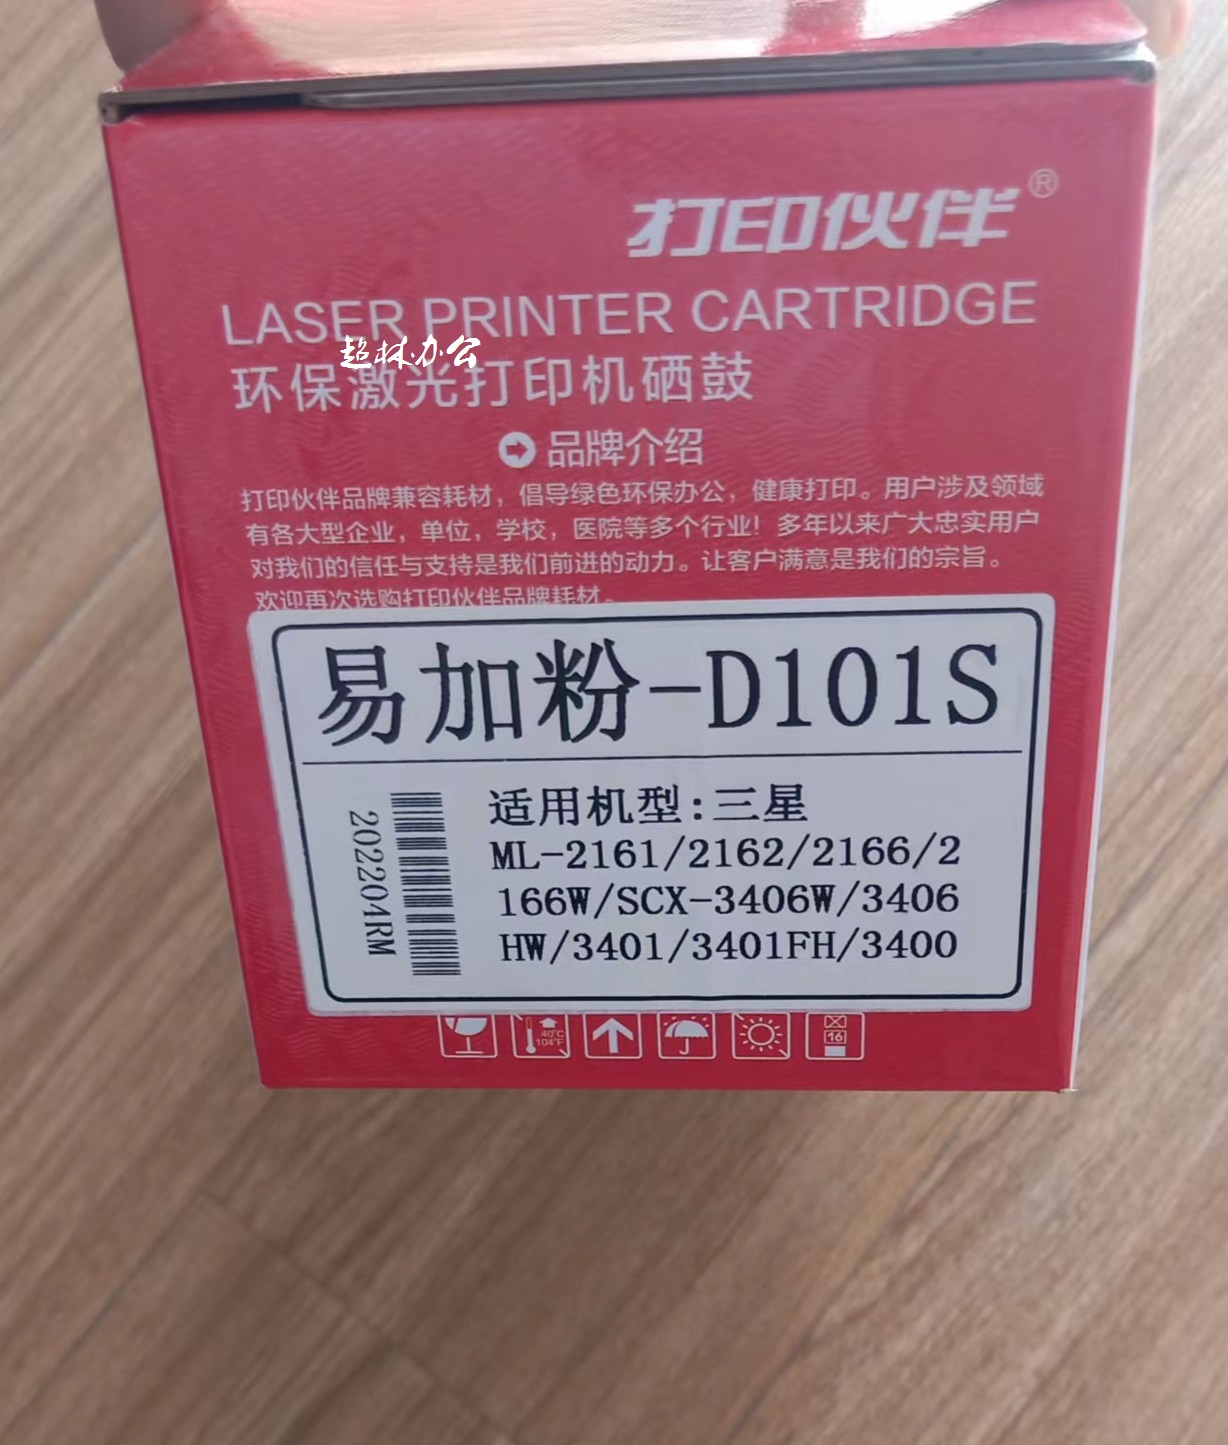 打印伙伴®
LASER PRINTER CARTRIDGE
超林办公
环保激光打印机硒鼓
品牌介绍
打印伙伴品牌兼容耗材，倡导绿色环保办公，健康打印。用户涉及领域
有各大型企业，单位，学校，医院等多个行业！多年以来广大忠实用户
对我们的信任与支持是我们前进的动力。让客户满意是我们的宗旨。
欢迎再次选购打印伙伴品牌耗材。
易加粉-D101S
适用机型:三星
ML-2161/2162/2166/2
166W/SCX-3406W/3406
HW/3401/3401FH/3400
202204RM
40℃
104℉
16